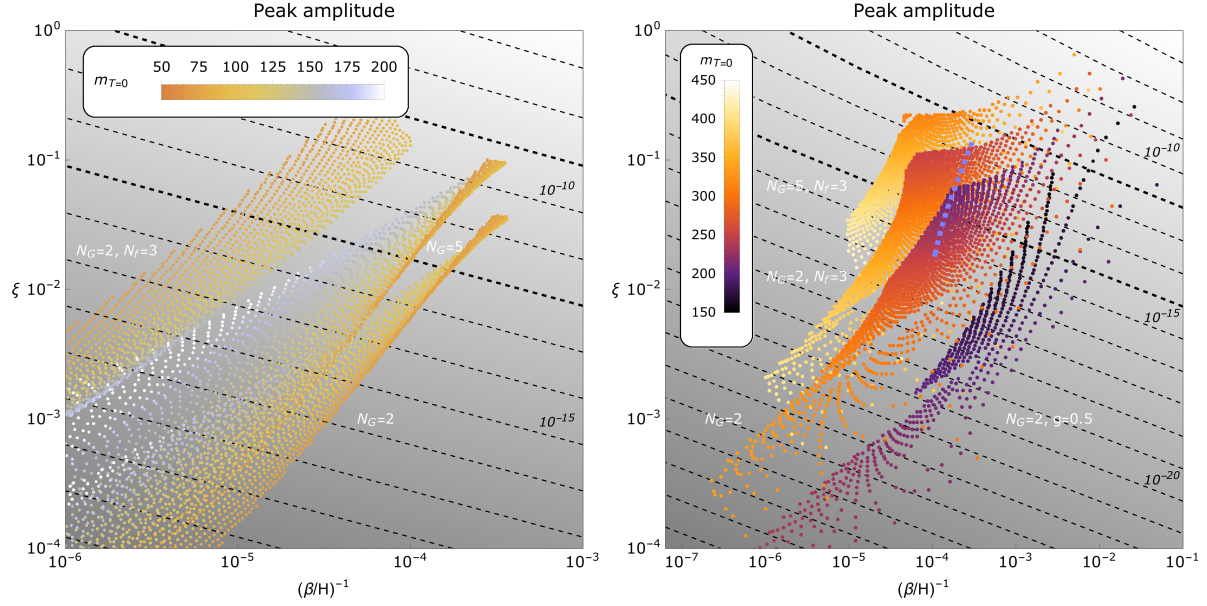 Peak amplitude
m_{T=0}
50 75 100 125 150 175 200
10^0
10^{-1}
10^{-2}
10^{-3}
10^{-4}
ξ
N_G=2, N_f=3
N_G=5
N_G=2
10^{-10}
10^{-15}
10^{-6} 10^{-5} 10^{-4} 10^{-3}
(β/H)^{-1}
Peak amplitude
m_{T=0}
450
400
350
300
250
200
150
10^0
10^{-1}
10^{-2}
10^{-3}
10^{-4}
ξ
N_G=5, N_f=3
N_G=2, N_f=3
N_G=2
N_G=2, g=0.5
10^{-10}
10^{-15}
10^{-20}
10^{-7} 10^{-6} 10^{-5} 10^{-4} 10^{-3} 10^{-2} 10^{-1}
(β/H)^{-1}